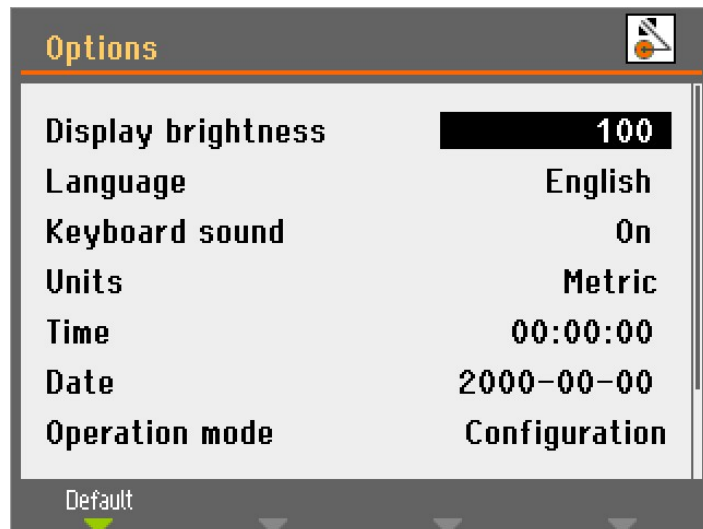 Options
Display brightness 100
Language English
Keyboard sound On
Units Metric
Time 00:00:00
Date 2000-00-00
Operation mode Configuration
Default